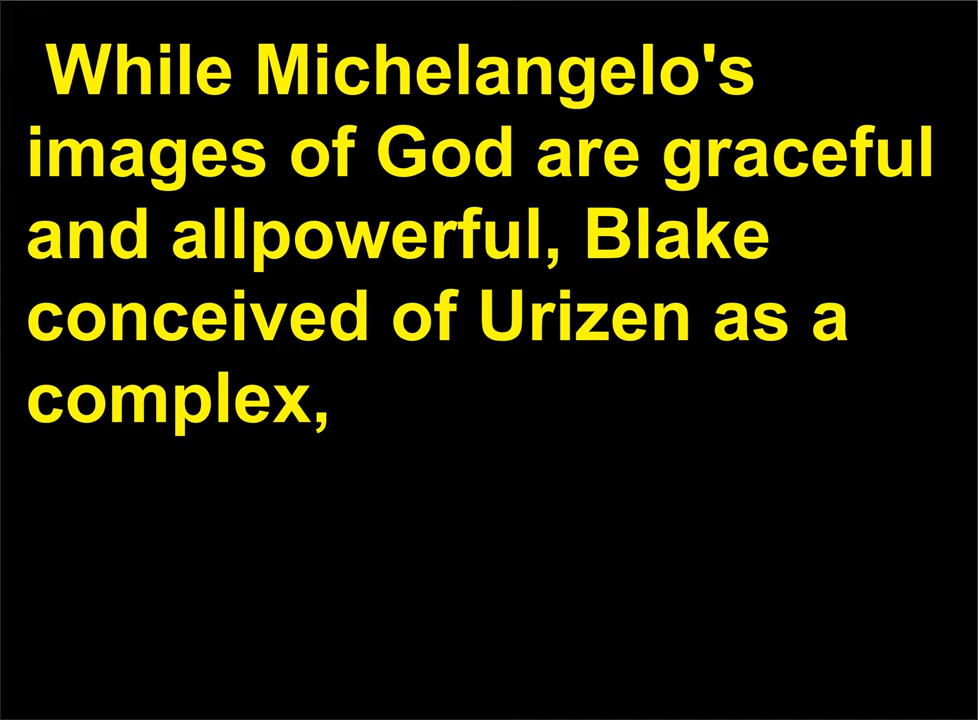 While Michelangelo's
images of God are graceful
and allpowerful, Blake
conceived of Urizen as a
complex,